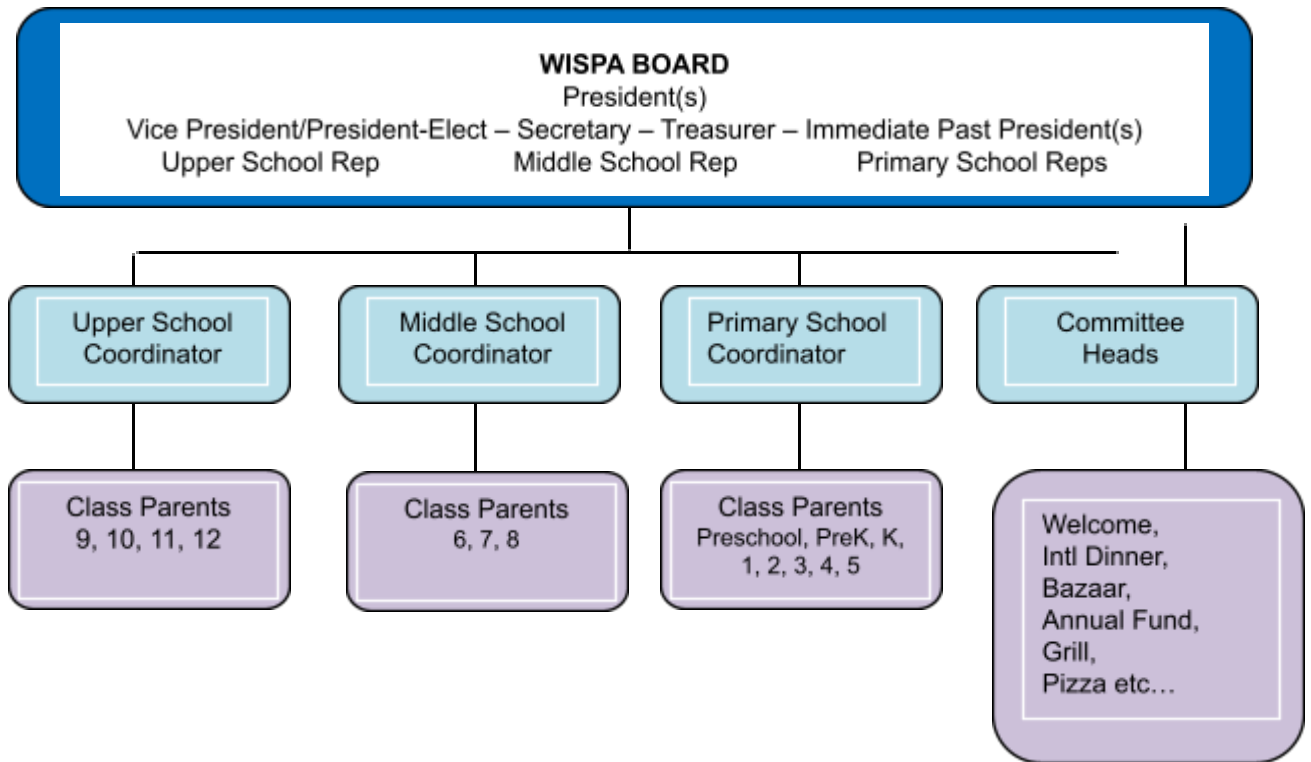 WISPA BOARD
President(s)
Vice President/President-Elect – Secretary – Treasurer – Immediate Past President(s)
Upper School Rep Middle School Rep Primary School Reps
Upper School
Coordinator
Middle School
Coordinator
Primary School
Coordinator
Committee
Heads
Class Parents
9, 10, 11, 12
Class Parents
6, 7, 8
Class Parents
Preschool, PreK, K,
1, 2, 3, 4, 5
Welcome,
Intl Dinner,
Bazaar,
Annual Fund,
Grill,
Pizza etc…